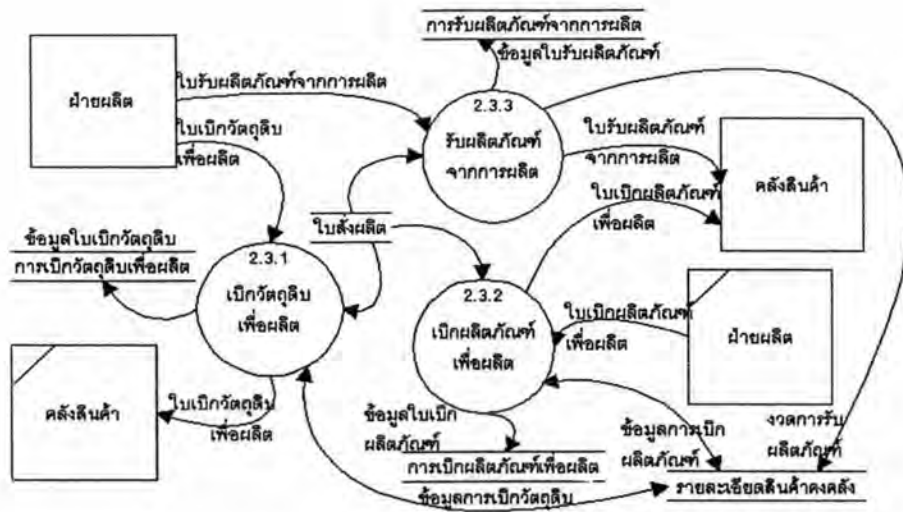 การรับผลิตภัณฑ์จากการผลิต
ข้อมูลใบรับผลิตภัณฑ์
ฝ่ายผลิต
ใบรับผลิตภัณฑ์จากการผลิต
ใบเบิกวัตถุดิบ
เพื่อผลิต
2.3.3
รับผลิตภัณฑ์
จากการผลิต
ใบรับผลิตภัณฑ์
จากการผลิต
คลังสินค้า
ใบเบิกผลิตภัณฑ์
เพื่อผลิต
ใบสั่งผลิต
ข้อมูลใบเบิกวัตถุดิบ
การเบิกวัตถุดิบเพื่อผลิต
2.3.1
เบิกวัตถุดิบ
เพื่อผลิต
2.3.2
เบิกผลิตภัณฑ์
เพื่อผลิต
ใบเบิกผลิตภัณฑ์
เพื่อผลิต
ฝ่ายผลิต
คลังสินค้า
ใบเบิกวัตถุดิบ
เพื่อผลิต
ข้อมูลใบเบิก
ผลิตภัณฑ์
การเบิกผลิตภัณฑ์เพื่อผลิต
ข้อมูลการเบิกวัตถุดิบ
ข้อมูลการเบิก
ผลิตภัณฑ์
งวดการรับ
ผลิตภัณฑ์
รายละเอียดสินค้าคงคลัง